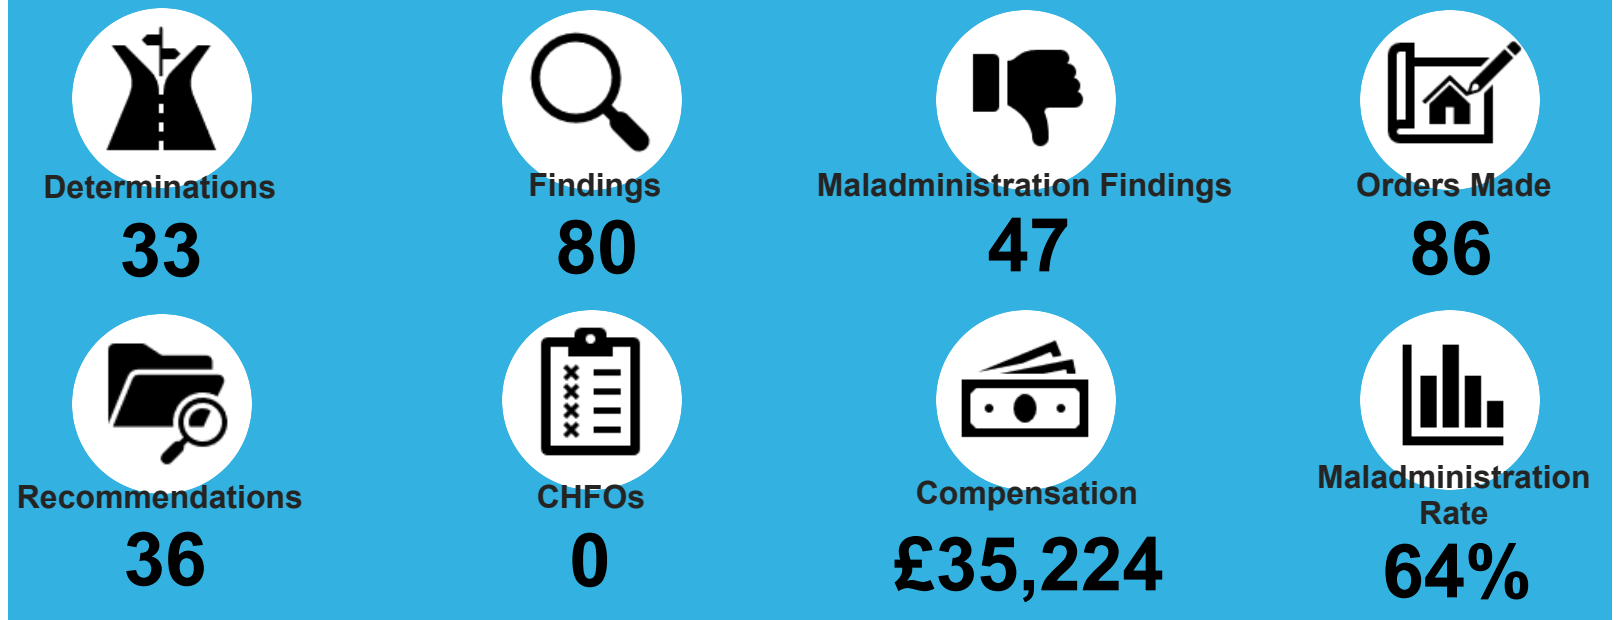 Determinations
33
Findings
80
Maladministration Findings
47
Orders Made
86
Recommendations
36
CHFOs
0
Compensation
£35,224
Maladministration
Rate
64%